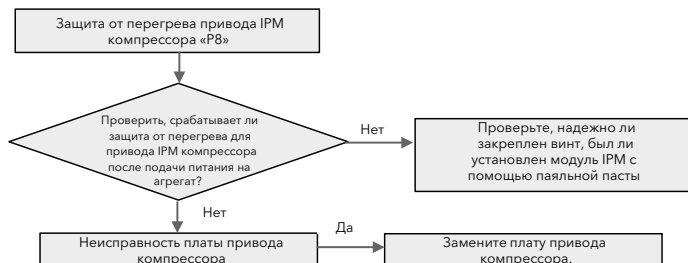 Защита от перегрева привода IPM
компрессора «P8»
Проверить, срабатывает ли
защита от перегрева для
привода IPM компрессора
после подачи питания на
агрегат?
Нет
Проверьте, надежно ли
закреплен винт, был ли
установлен модуль IPM с
помощью паяльной пасты
Нет
Неисправность платы привода
компрессора
Да
Замените плату привода
компрессора.